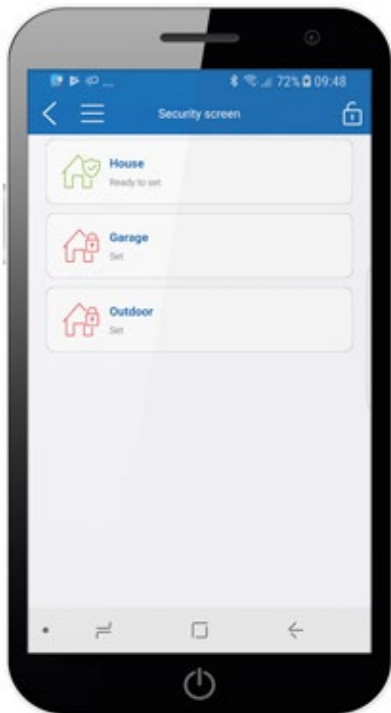 72% 09:48
Security screen
House
Ready to set
Garage
Set
Outdoor
Set